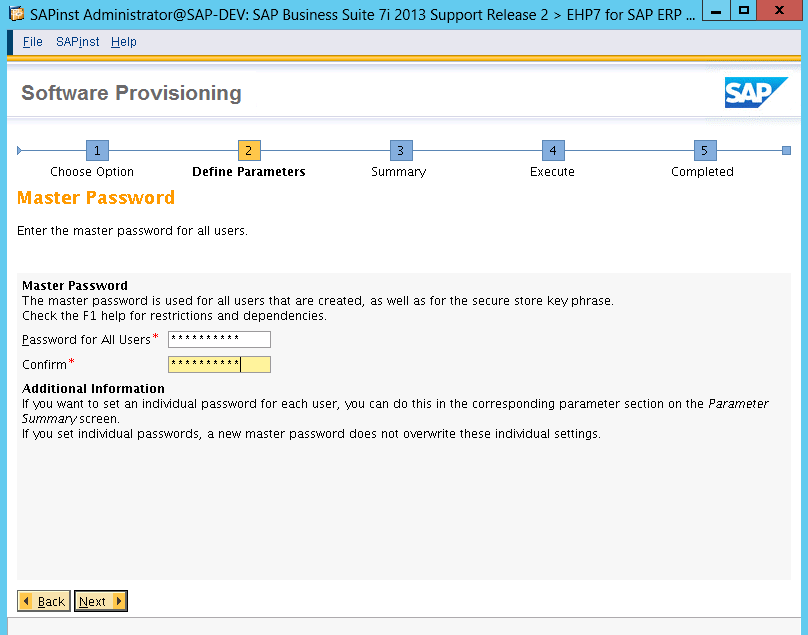 SAPinst Administrator@SAP-DEV: SAP Business Suite 7i 2013 Support Release 2 > EHP7 for SAP ERP ...
File SAPinst Help
Software Provisioning
SAP
1 2 3 4 5
Choose Option Define Parameters Summary Execute Completed
Master Password
Enter the master password for all users.
Master Password
The master password is used for all users that are created, as well as for the secure store key phrase.
Check the F1 help for restrictions and dependencies.
Password for All Users* **********
Confirm* **********
Additional Information
If you want to set an individual password for each user, you can do this in the corresponding parameter section on the Parameter
Summary screen.
If you set individual passwords, a new master password does not overwrite these individual settings.
Back Next